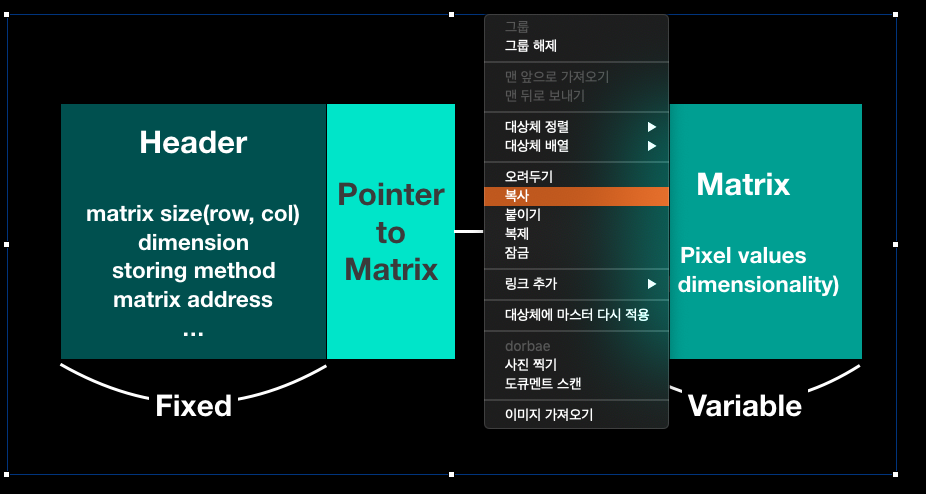 Header
matrix size(row, col)
dimension
storing method
matrix address
...
Pointer
to
Matrix
그룹
그룹 해제
맨 앞으로 가져오기
맨 뒤로 보내기
대상체 정렬
대상체 배열
오려두기
복사
붙이기
복제
잠금
링크 추가
대상체에 마스터 다시 적용
dorbae
사진 찍기
도큐멘트 스캔
이미지 가져오기
Matrix
Pixel values
dimensionality)
Fixed
Variable